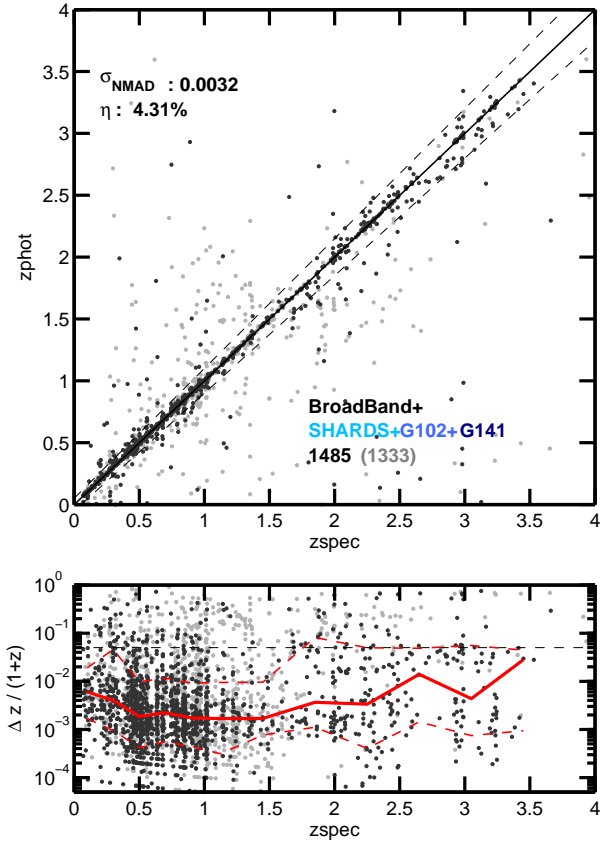 4
3.5
3
2.5
2
1.5
1
0.5
0
zphot
σNMAD : 0.0032
η : 4.31%
BroadBand+
SHARDS+G102+G141
1485 (1333)
0 0.5 1 1.5 2 2.5 3 3.5 4
zspec
10^0
10^-1
10^-2
10^-3
10^-4
Δ z / (1+z)
0 0.5 1 1.5 2 2.5 3 3.5 4
zspec